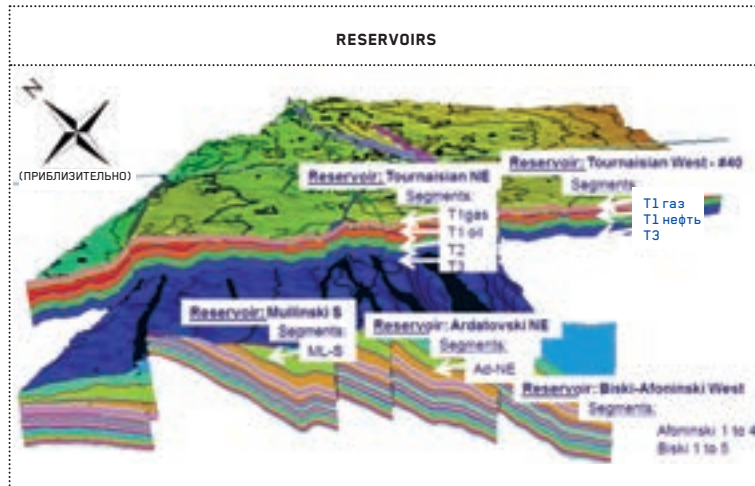 RESERVOIRS
N
(ПРИБЛИЗИТЕЛЬНО)
Reservoir: Tournaisian NE
Segments:
T1gas
T1 oil
T2
T3
Reservoir: Tournaisian West - #40
Segments:
T1 газ
T1 нефть
T3
Reservoir: Mullinski S
Segments:
ML-S
Reservoir: Ardatovski NE
Segments:
Ad-NE
Reservoir: Biski-Afoninski West
Segments:
Afoninski 1 to 4
Biski 1 to 5